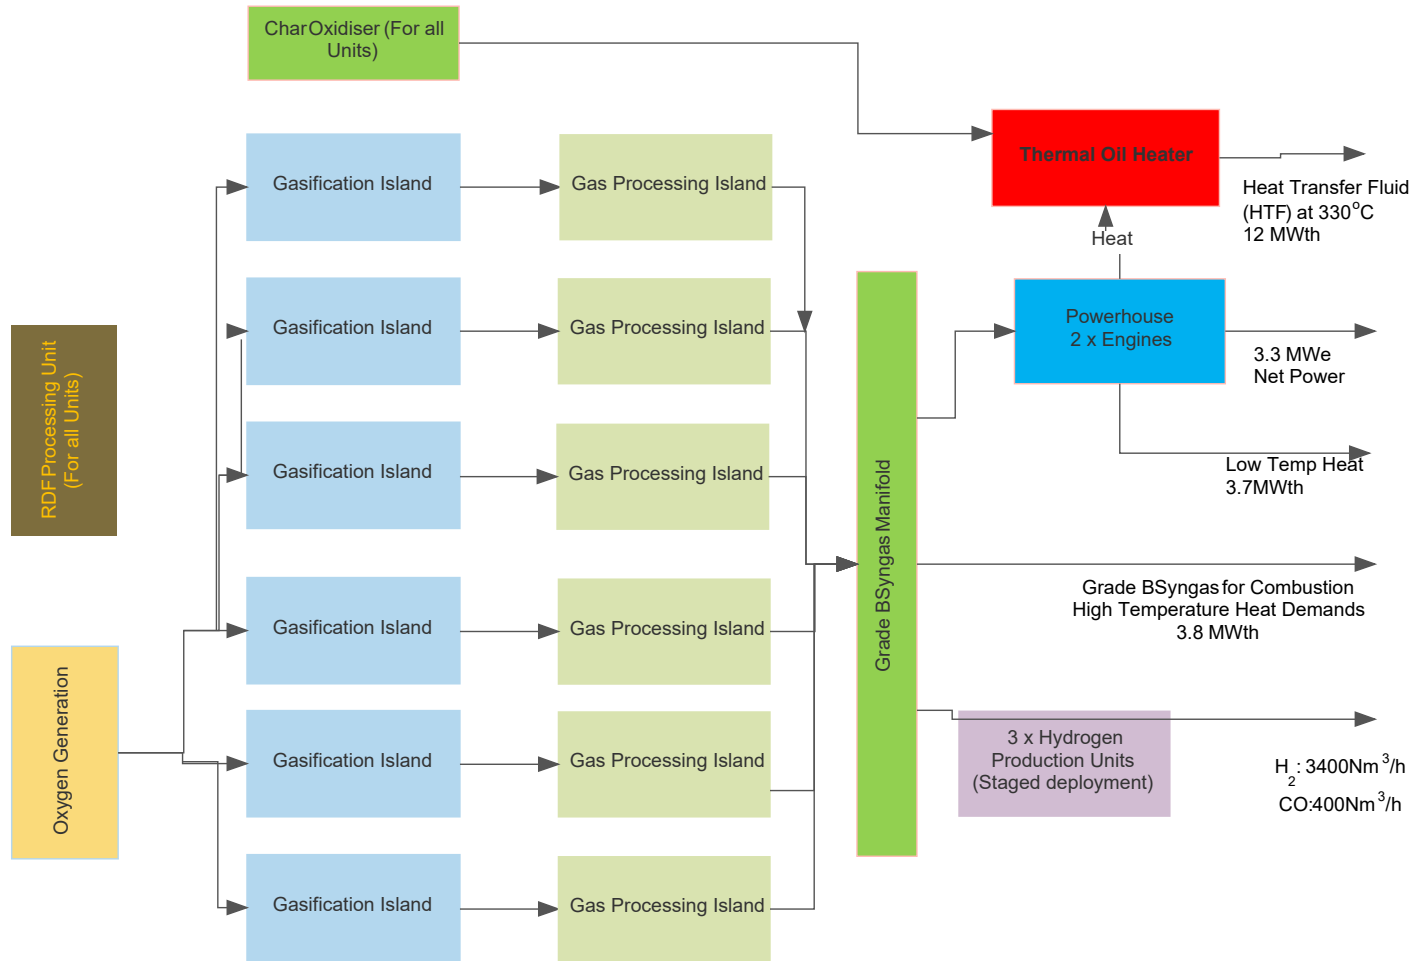 CharOxidiser (For all
Units)
Thermal Oil Heater
Heat Transfer Fluid
(HTF) at 330°C
12 MWth
Heat
Gasification Island
Gas Processing Island
Gasification Island
Gas Processing Island
Powerhouse
2 x Engines
3.3 MWe
Net Power
RDFProcessing Unit
(For all Units)
Gasification Island
Gas Processing Island
Low Temp Heat
3.7MWth
Grade BSyngas Manifold
Grade BSyngas for Combustion
High Temperature Heat Demands
3.8 MWth
Gasification Island
Gas Processing Island
Oxygen Generation
Gasification Island
Gas Processing Island
3 x Hydrogen
Production Units
(Staged deployment)
H₂: 3400Nm³/h
CO:400Nm³/h
Gasification Island
Gas Processing Island